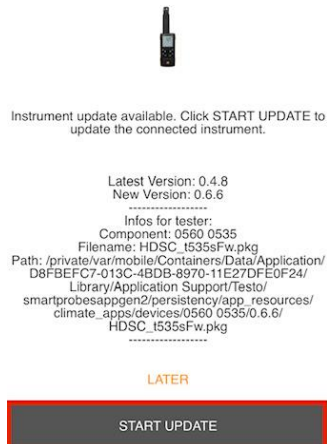 Instrument update available. Click START UPDATE to
update the connected instrument.
Latest Version: 0.4.8
New Version: 0.6.6
------------------
Infos for tester:
Component: 0560 0535
Filename: HDSC_t535sFw.pkg
Path: /private/var/mobile/Containers/Data/Application/
D8FBEFC7-013C-4BDB-8970-11E27DFE0F24/
Library/Application Support/Testo/
smartprobesappgen2/persistency/app_resources/
climate_apps/devices/0560 0535/0.6.6/
HDSC_t535sFw.pkg
------------------
LATER
START UPDATE